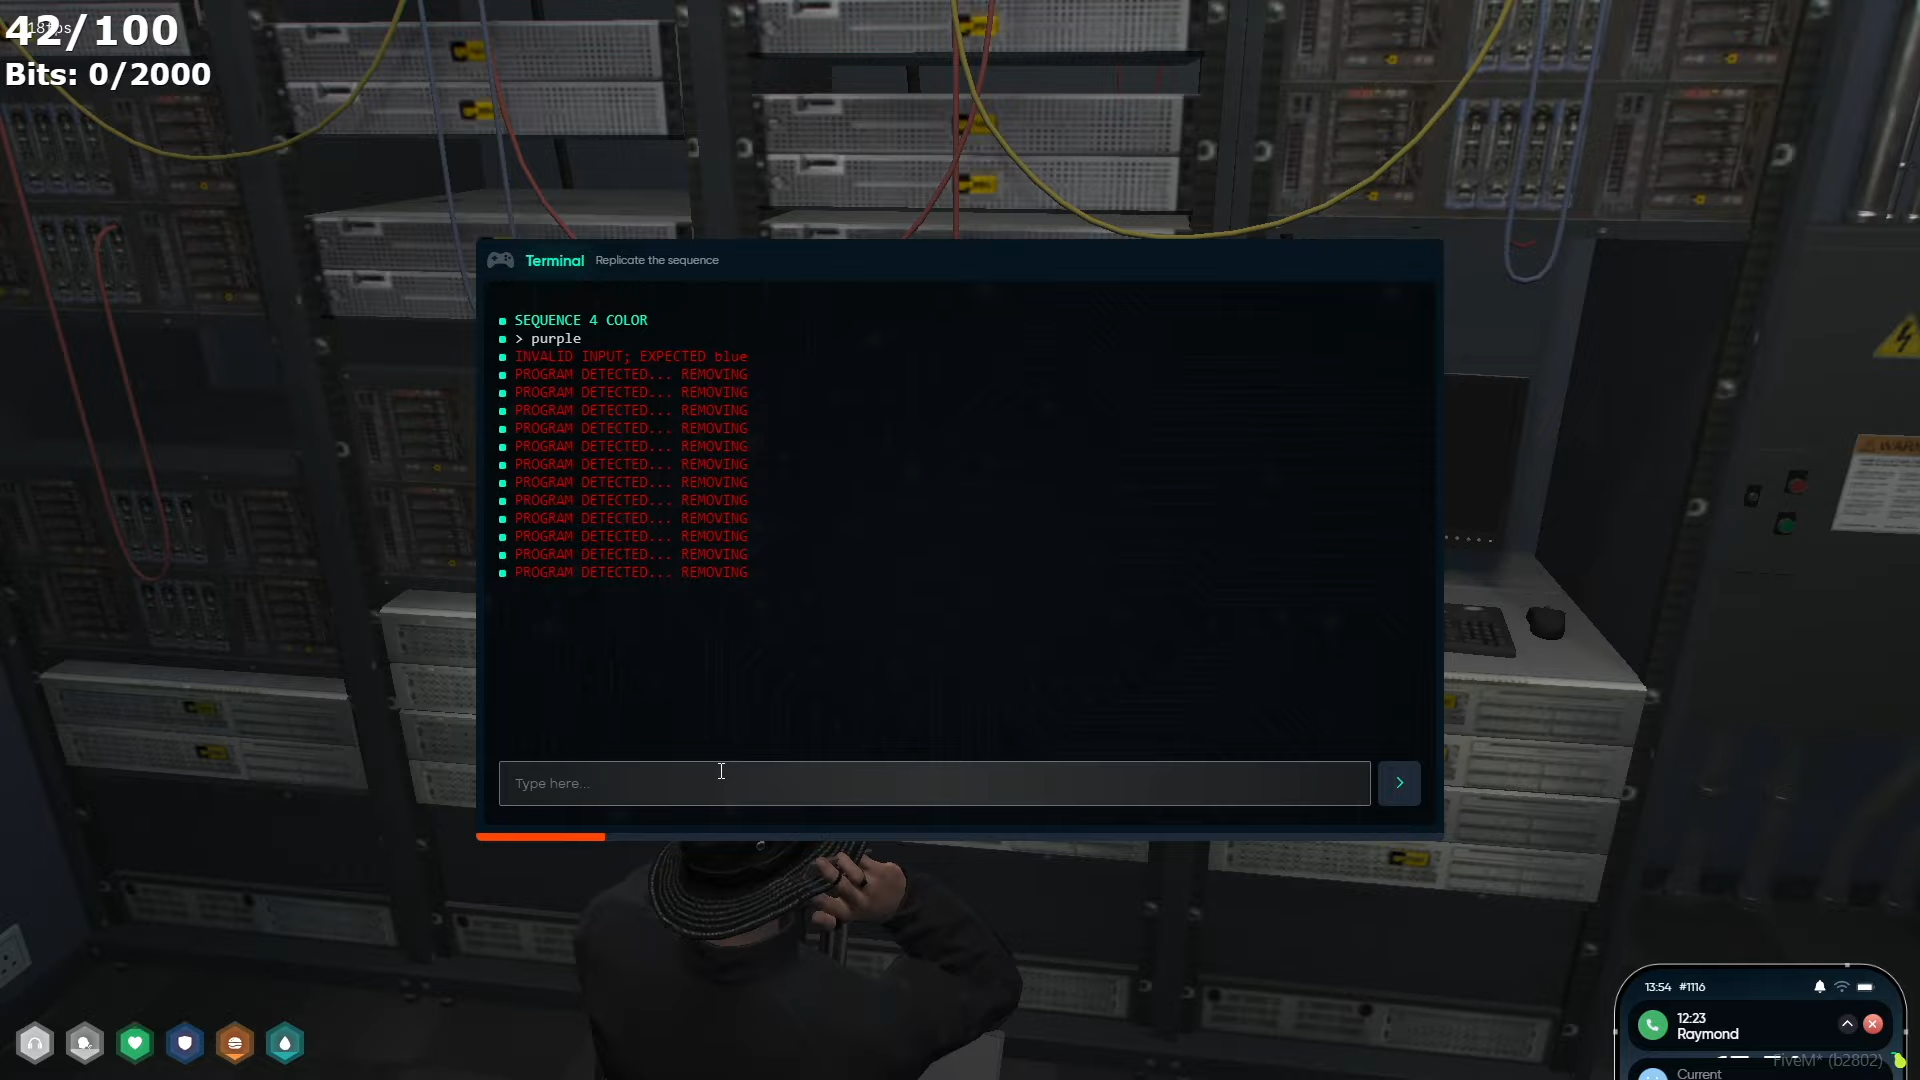 42/100
Bits: 0/2000
Terminal Replicate the sequence
SEQUENCE 4 COLOR
> purple
INVALID INPUT; EXPECTED blue
PROGRAM DETECTED... REMOVING
PROGRAM DETECTED... REMOVING
PROGRAM DETECTED... REMOVING
PROGRAM DETECTED... REMOVING
PROGRAM DETECTED... REMOVING
PROGRAM DETECTED... REMOVING
PROGRAM DETECTED... REMOVING
PROGRAM DETECTED... REMOVING
PROGRAM DETECTED... REMOVING
PROGRAM DETECTED... REMOVING
PROGRAM DETECTED... REMOVING
PROGRAM DETECTED... REMOVING
Type here...
13:54 #1116
12:23
Raymond
FiveM* (b2802)
Current